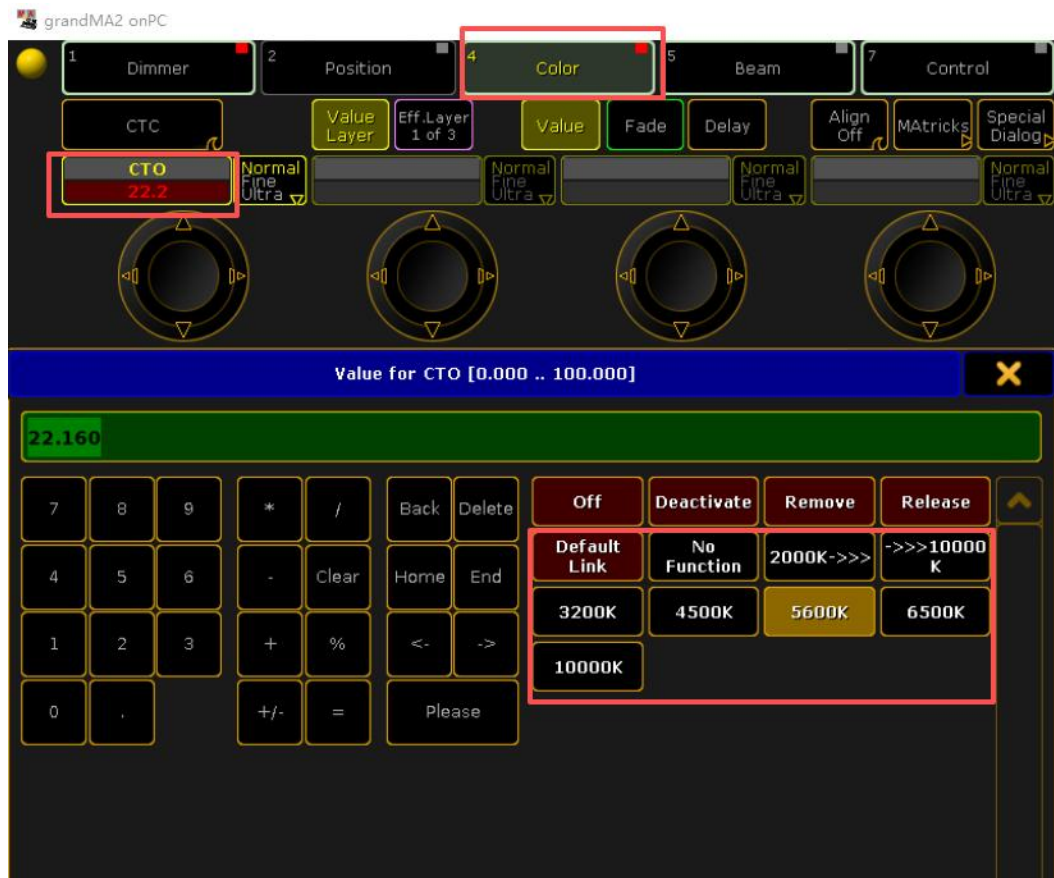 grandMA2 onPC
1 Dimmer
2 Position
4 Color
5 Beam
7 Control
CTC
Value Layer
Eff.Layer 1 of 3
Value
Fade
Delay
Align Off
MAtricks
Special Dialog
CTO
22.2
Normal
Fine
Ultra
Normal
Fine
Ultra
Normal
Fine
Ultra
Normal
Fine
Ultra
Value for CTO [0.000 .. 100.000]
22.160
7 8 9 * / Back Delete
Off Deactivate Remove Release
4 5 6 - Clear Home End
Default Link
No Function
2000K->>>
->>>10000K
3200K 4500K 5600K 6500K
1 2 3 + % <- ->
10000K
0 . +/- = Please